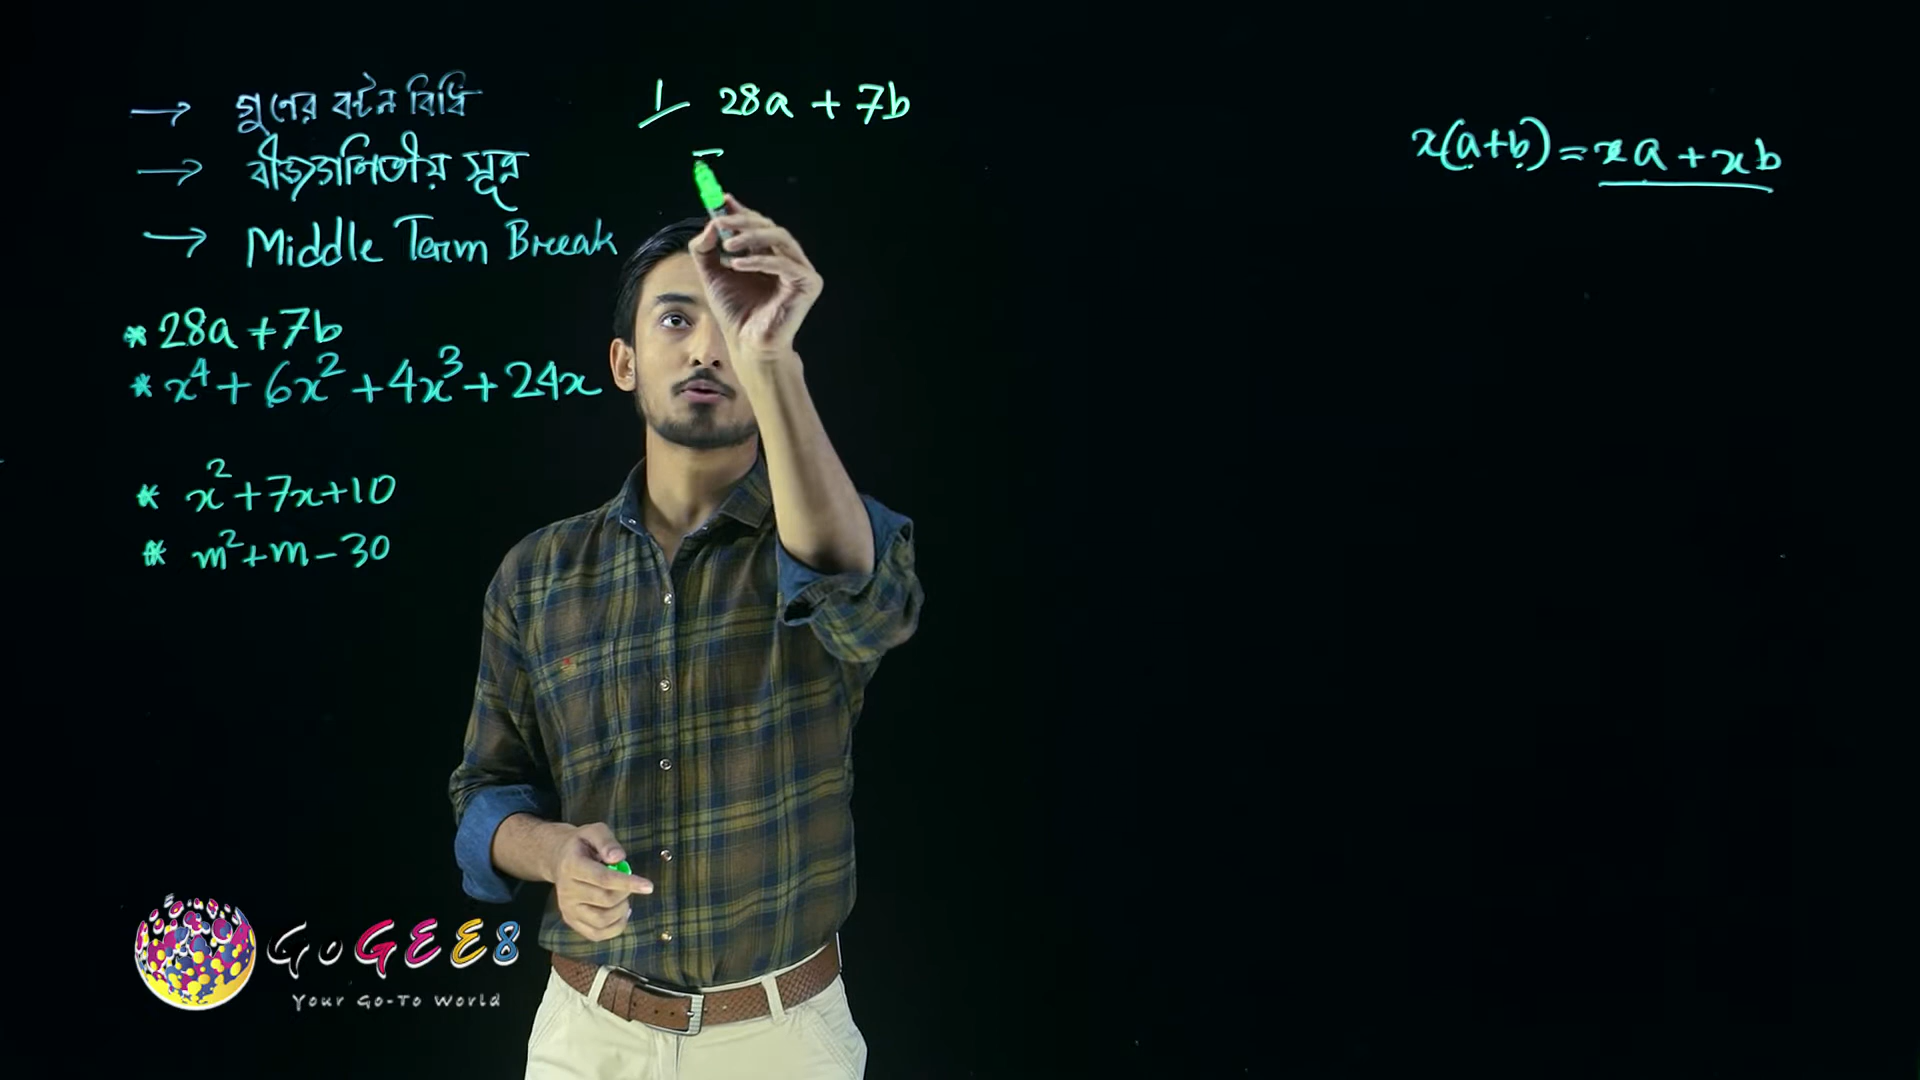 → গুনের বন্টন বিধি
→ বীজগানিতীয় সূত্র
→ Middle Term Break
* 28a + 7b
* x⁴ + 6x² + 4x³ + 24x
* x² + 7x + 10
* m² + m - 30
1 28a + 7b
x(a+b) = xa + xb
GoGEE8
Your Go-To World